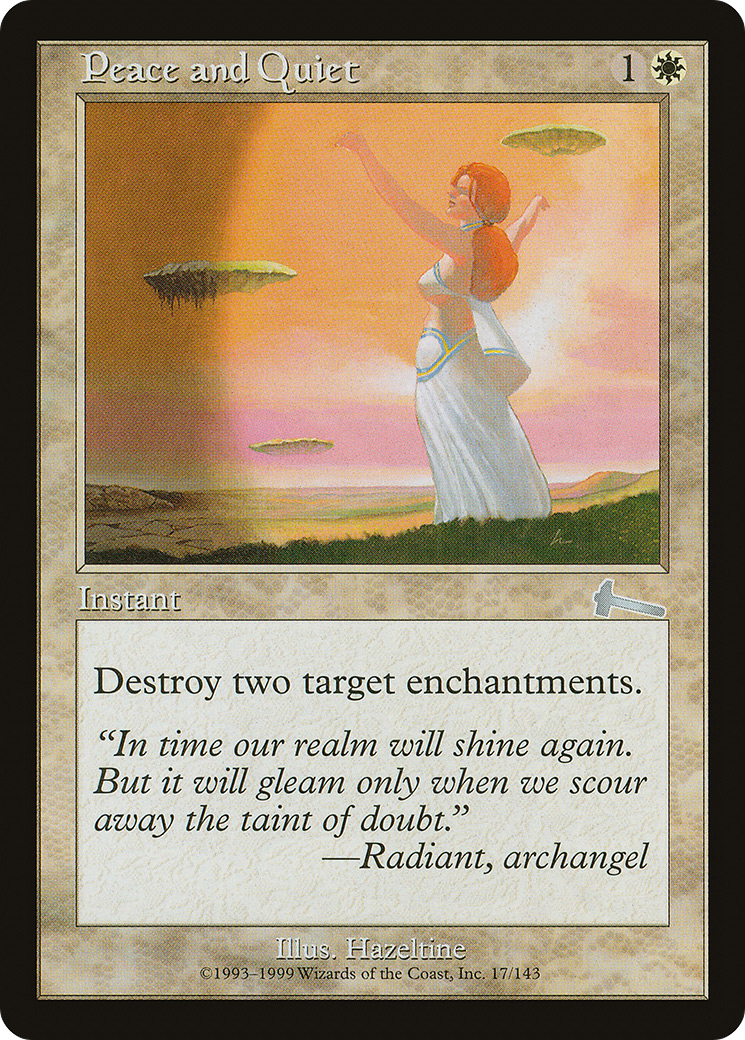 Peace and Quiet 1
Instant
Destroy two target enchantments.
“In time our realm will shine again.
But it will gleam only when we scour
away the taint of doubt.”
—Radiant, archangel
Illus. Hazeltine
©1993–1999 Wizards of the Coast, Inc. 17/143